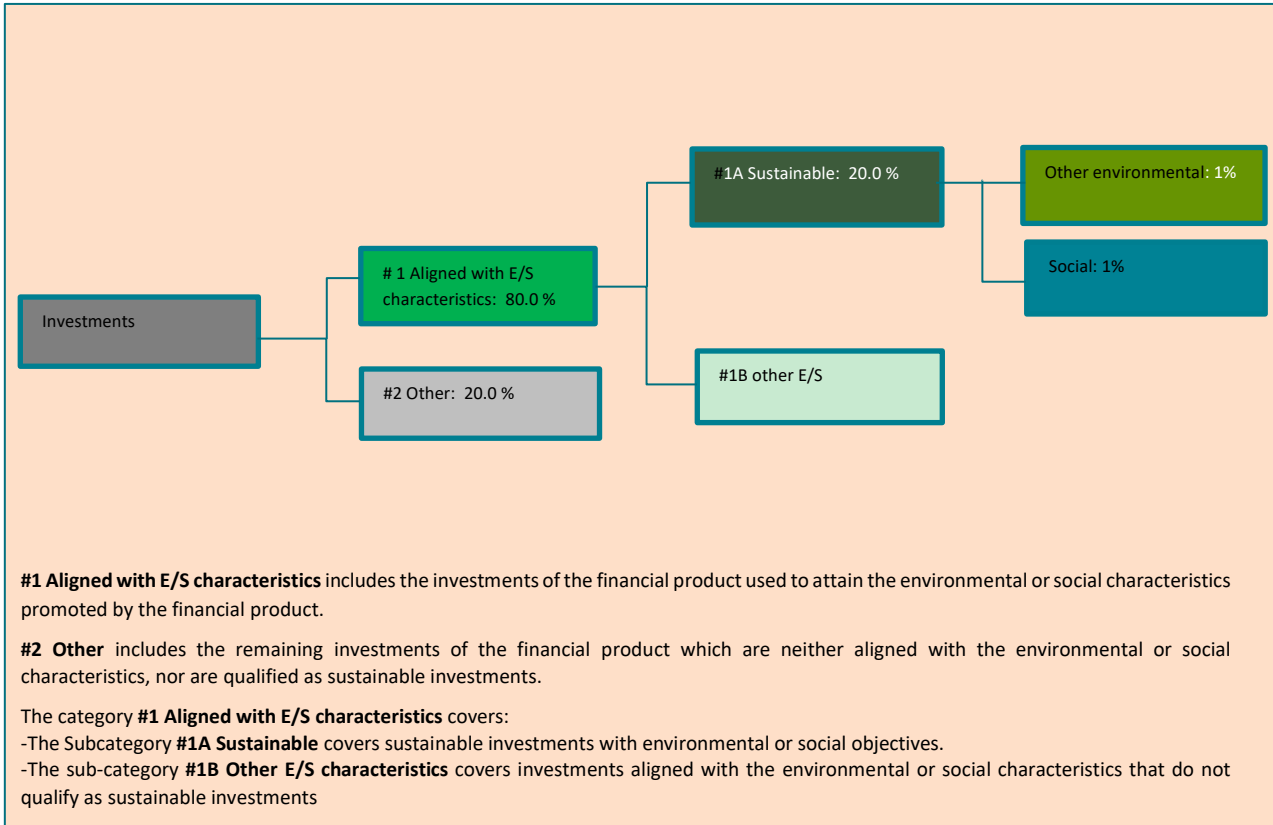 #1A Sustainable: 20.0 %
Other environmental: 1%
# 1 Aligned with E/S
characteristics: 80.0 %
Social: 1%
Investments
#2 Other: 20.0 %
#1B other E/S
#1 Aligned with E/S characteristics includes the investments of the financial product used to attain the environmental or social characteristics
promoted by the financial product.
#2 Other includes the remaining investments of the financial product which are neither aligned with the environmental or social
characteristics, nor are qualified as sustainable investments.
The category #1 Aligned with E/S characteristics covers:
-The Subcategory #1A Sustainable covers sustainable investments with environmental or social objectives.
-The sub-category #1B Other E/S characteristics covers investments aligned with the environmental or social characteristics that do not
qualify as sustainable investments